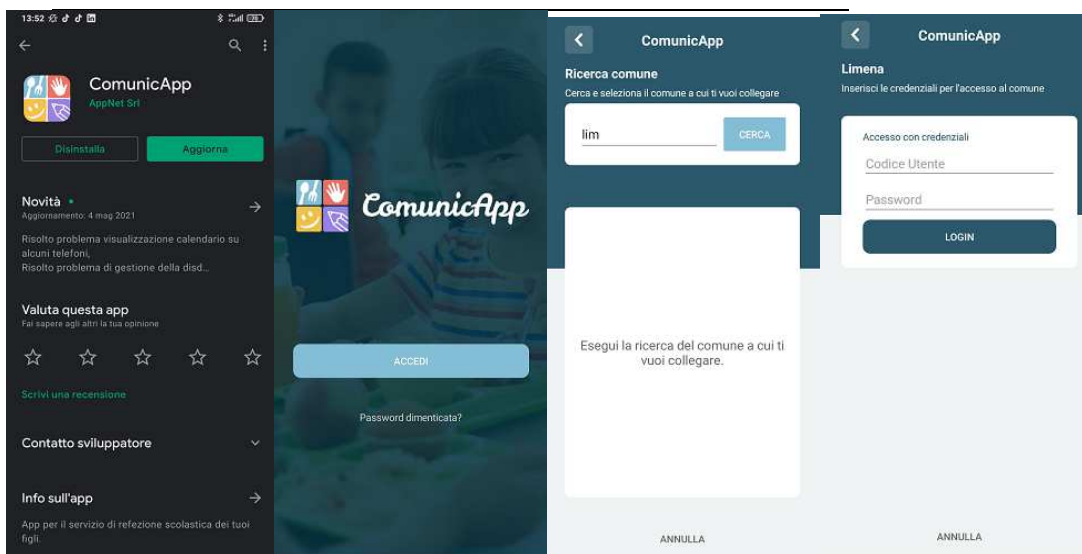 13:52
ComunicApp
AppNet Srl
Disinstalla
Aggiorna
Novità
Aggiornamento: 4 mag 2021
Risolto problema visualizzazione calendario su
alcuni telefoni,
Risolto problema di gestione della disd...
Valuta questa app
Fai sapere agli altri la tua opinione
Scrivi una recensione
Contatto sviluppatore
Info sull'app
App per il servizio di refezione scolastica dei tuoi
figli.
ComunicApp
ACCEDI
Password dimenticata?
ComunicApp
Ricerca comune
Cerca e seleziona il comune a cui ti vuoi collegare
lim
CERCA
Esegui la ricerca del comune a cui ti
vuoi collegare.
ANNULLA
ComunicApp
Limena
Inserisci le credenziali per l'accesso al comune
Accesso con credenziali
Codice Utente
Password
LOGIN
ANNULLA